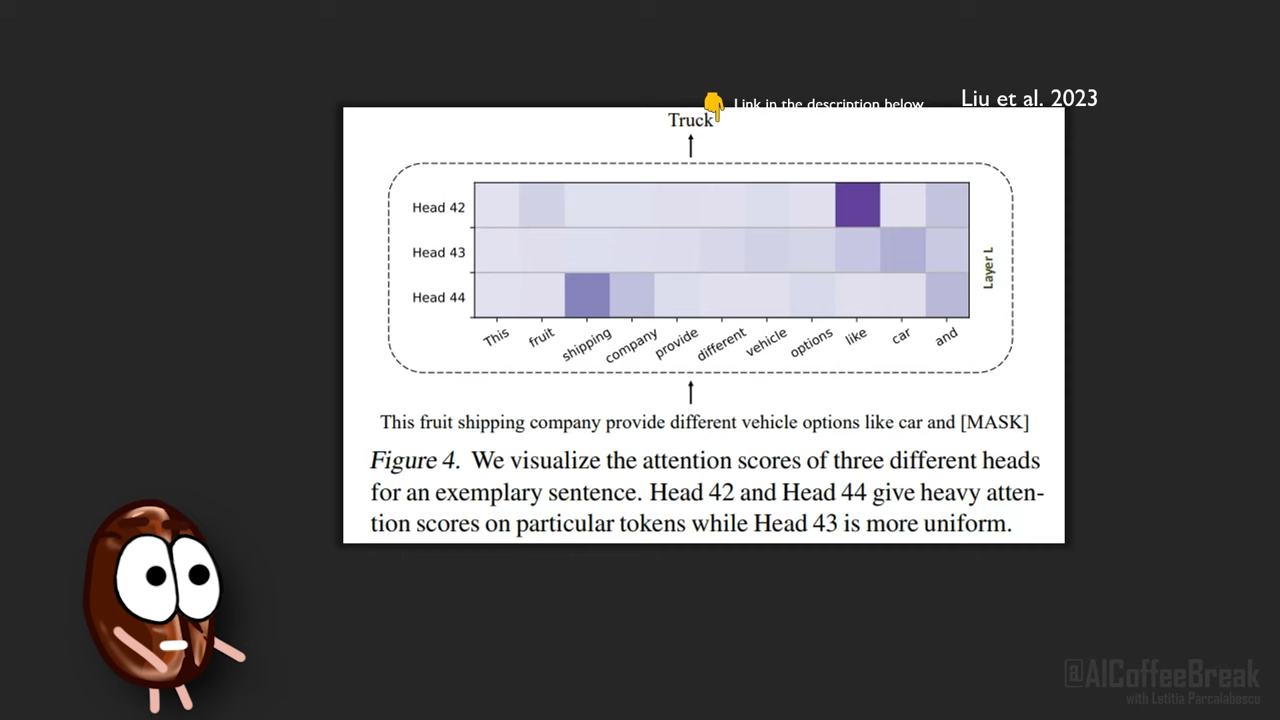 Link in the description below
Liu et al. 2023
Truck
Head 42
Head 43
Head 44
Layer L
This fruit shipping company provide different vehicle options like car and
This fruit shipping company provide different vehicle options like car and [MASK]
Figure 4. We visualize the attention scores of three different heads
for an exemplary sentence. Head 42 and Head 44 give heavy atten-
tion scores on particular tokens while Head 43 is more uniform.
@AICoffeeBreak
with Letitia Parcalabescu